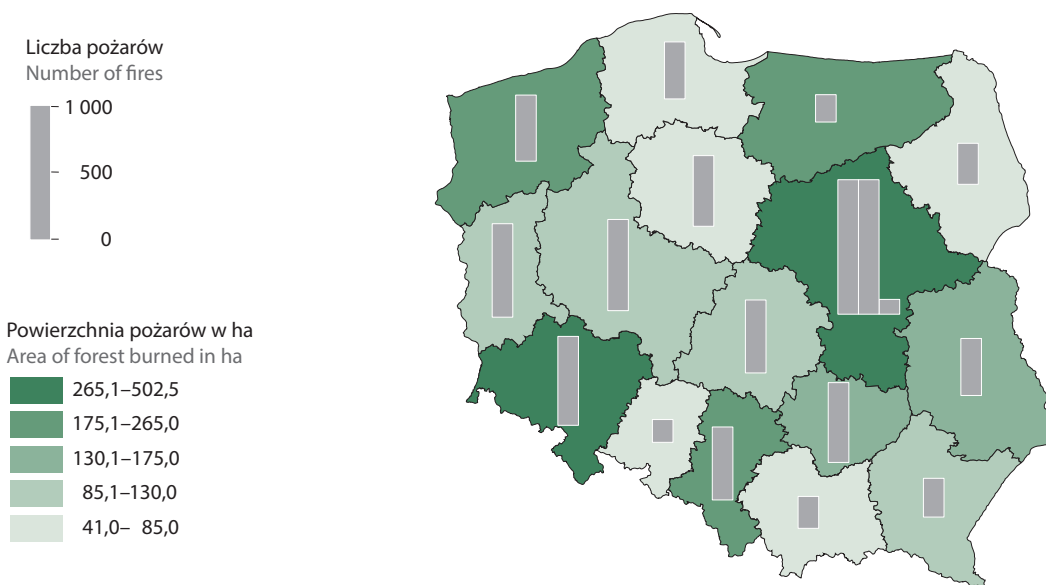 Liczba pożarów
Number of fires
1 000
500
0
Powierzchnia pożarów w ha
Area of forest burned in ha
265,1–502,5
175,1–265,0
130,1–175,0
85,1–130,0
41,0– 85,0